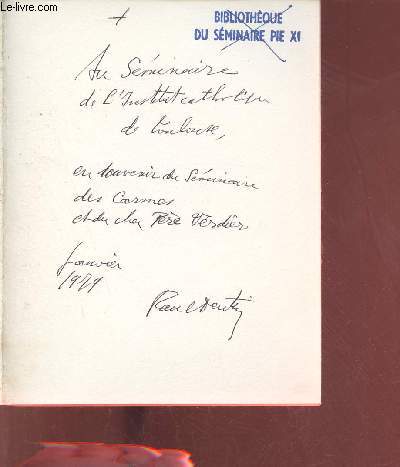 © Le-Livre.com
BIBLIOTHÈQUE
DU SÉMINAIRE PIE XI
Au Séminaire
de l'Institut catholique
de Toulouse,
en souvenir du Séminaire
des Carmes
et du cher Père Verdier
Janvier
1979